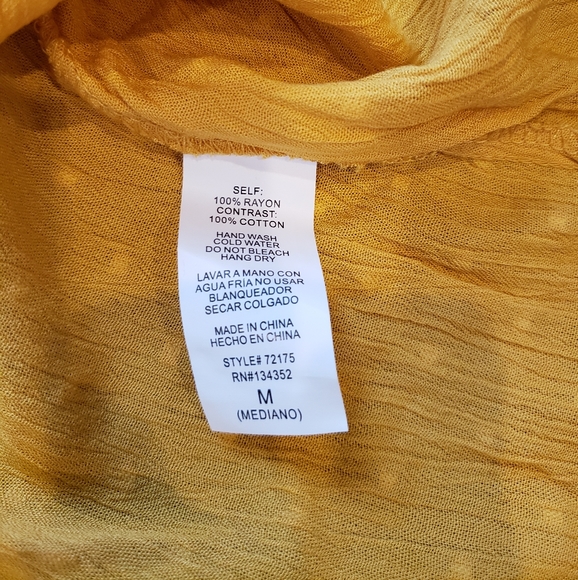 SELF:
100% RAYON
CONTRAST:
100% COTTON
HAND WASH
COLD WATER
DO NOT BLEACH
HANG DRY
LAVAR A MANO CON
AGUA FRIA NO USAR
BLANQUEADOR
SECAR COLGADO
MADE IN CHINA
HECHO EN CHINA
STYLE# 72175
RN#134352
M
(MEDIANO)